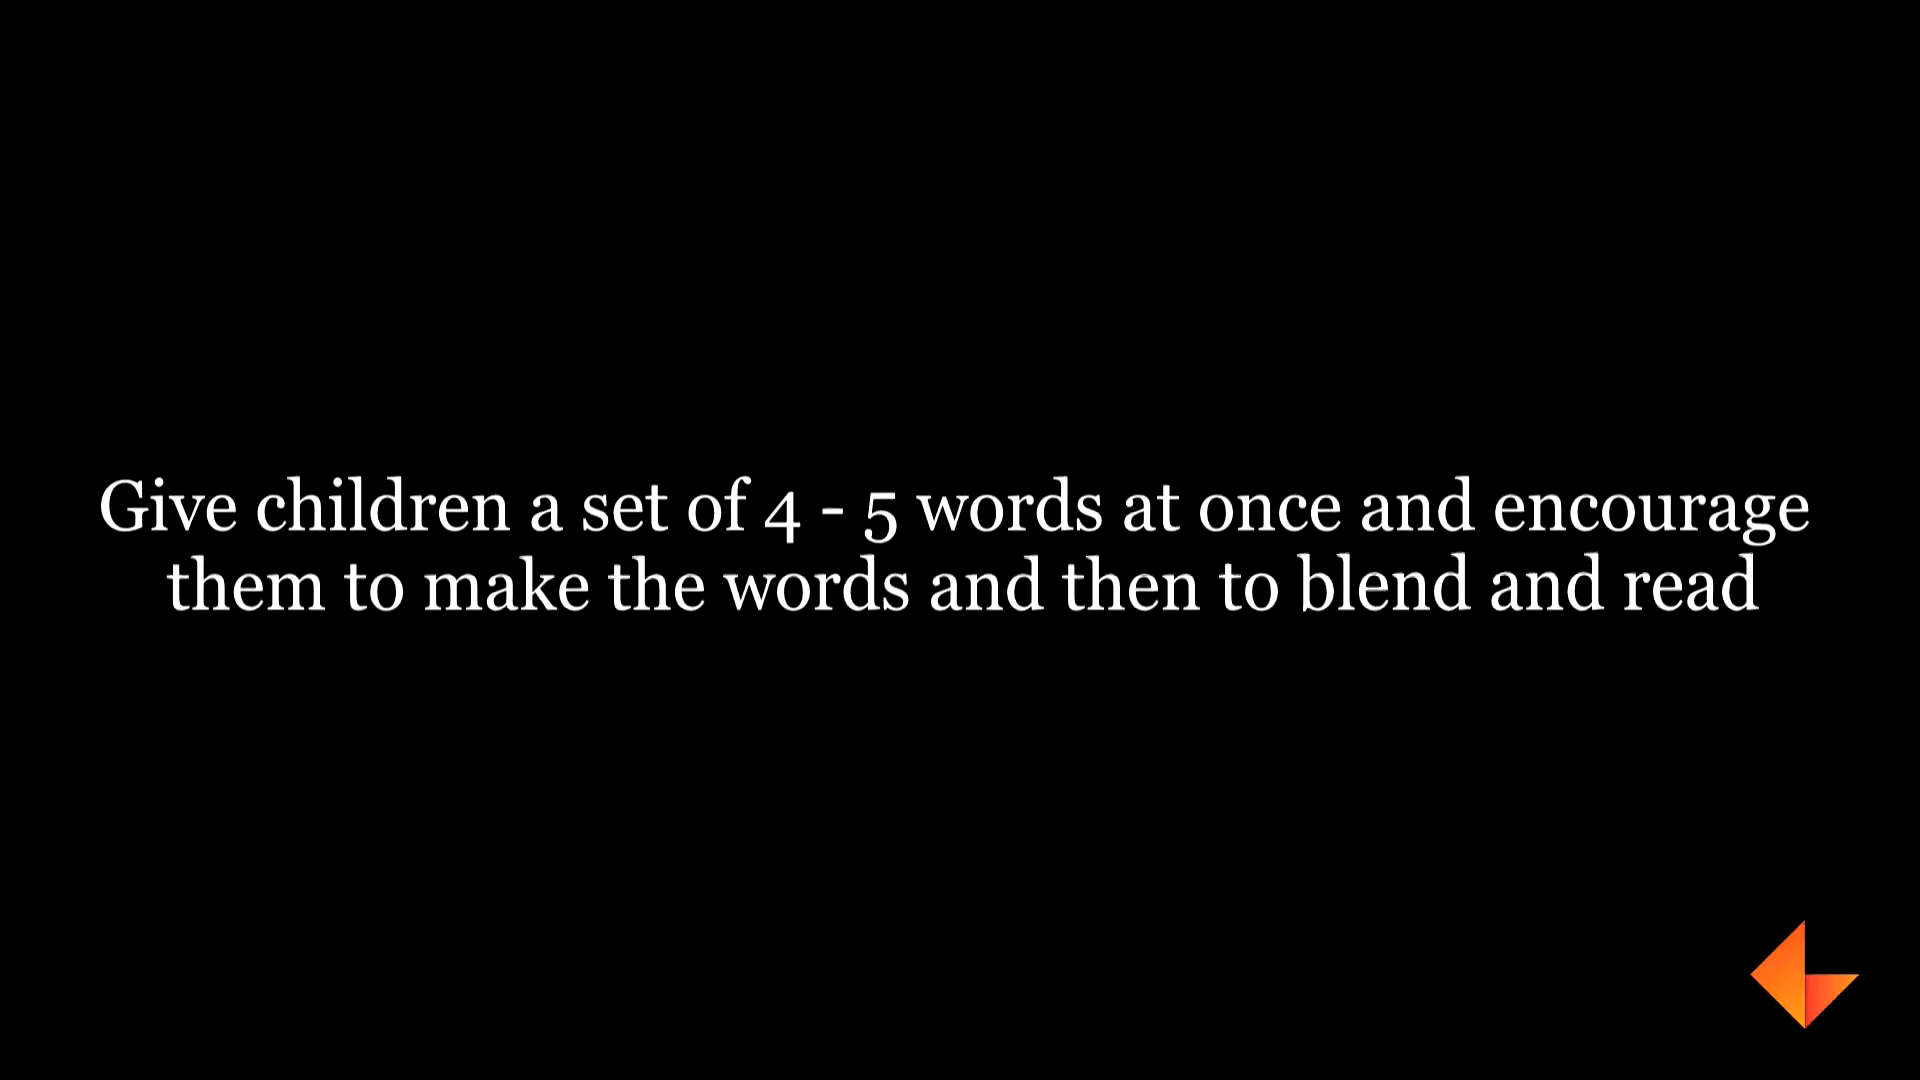 Give children a set of 4 - 5 words at once and encourage
them to make the words and then to blend and read